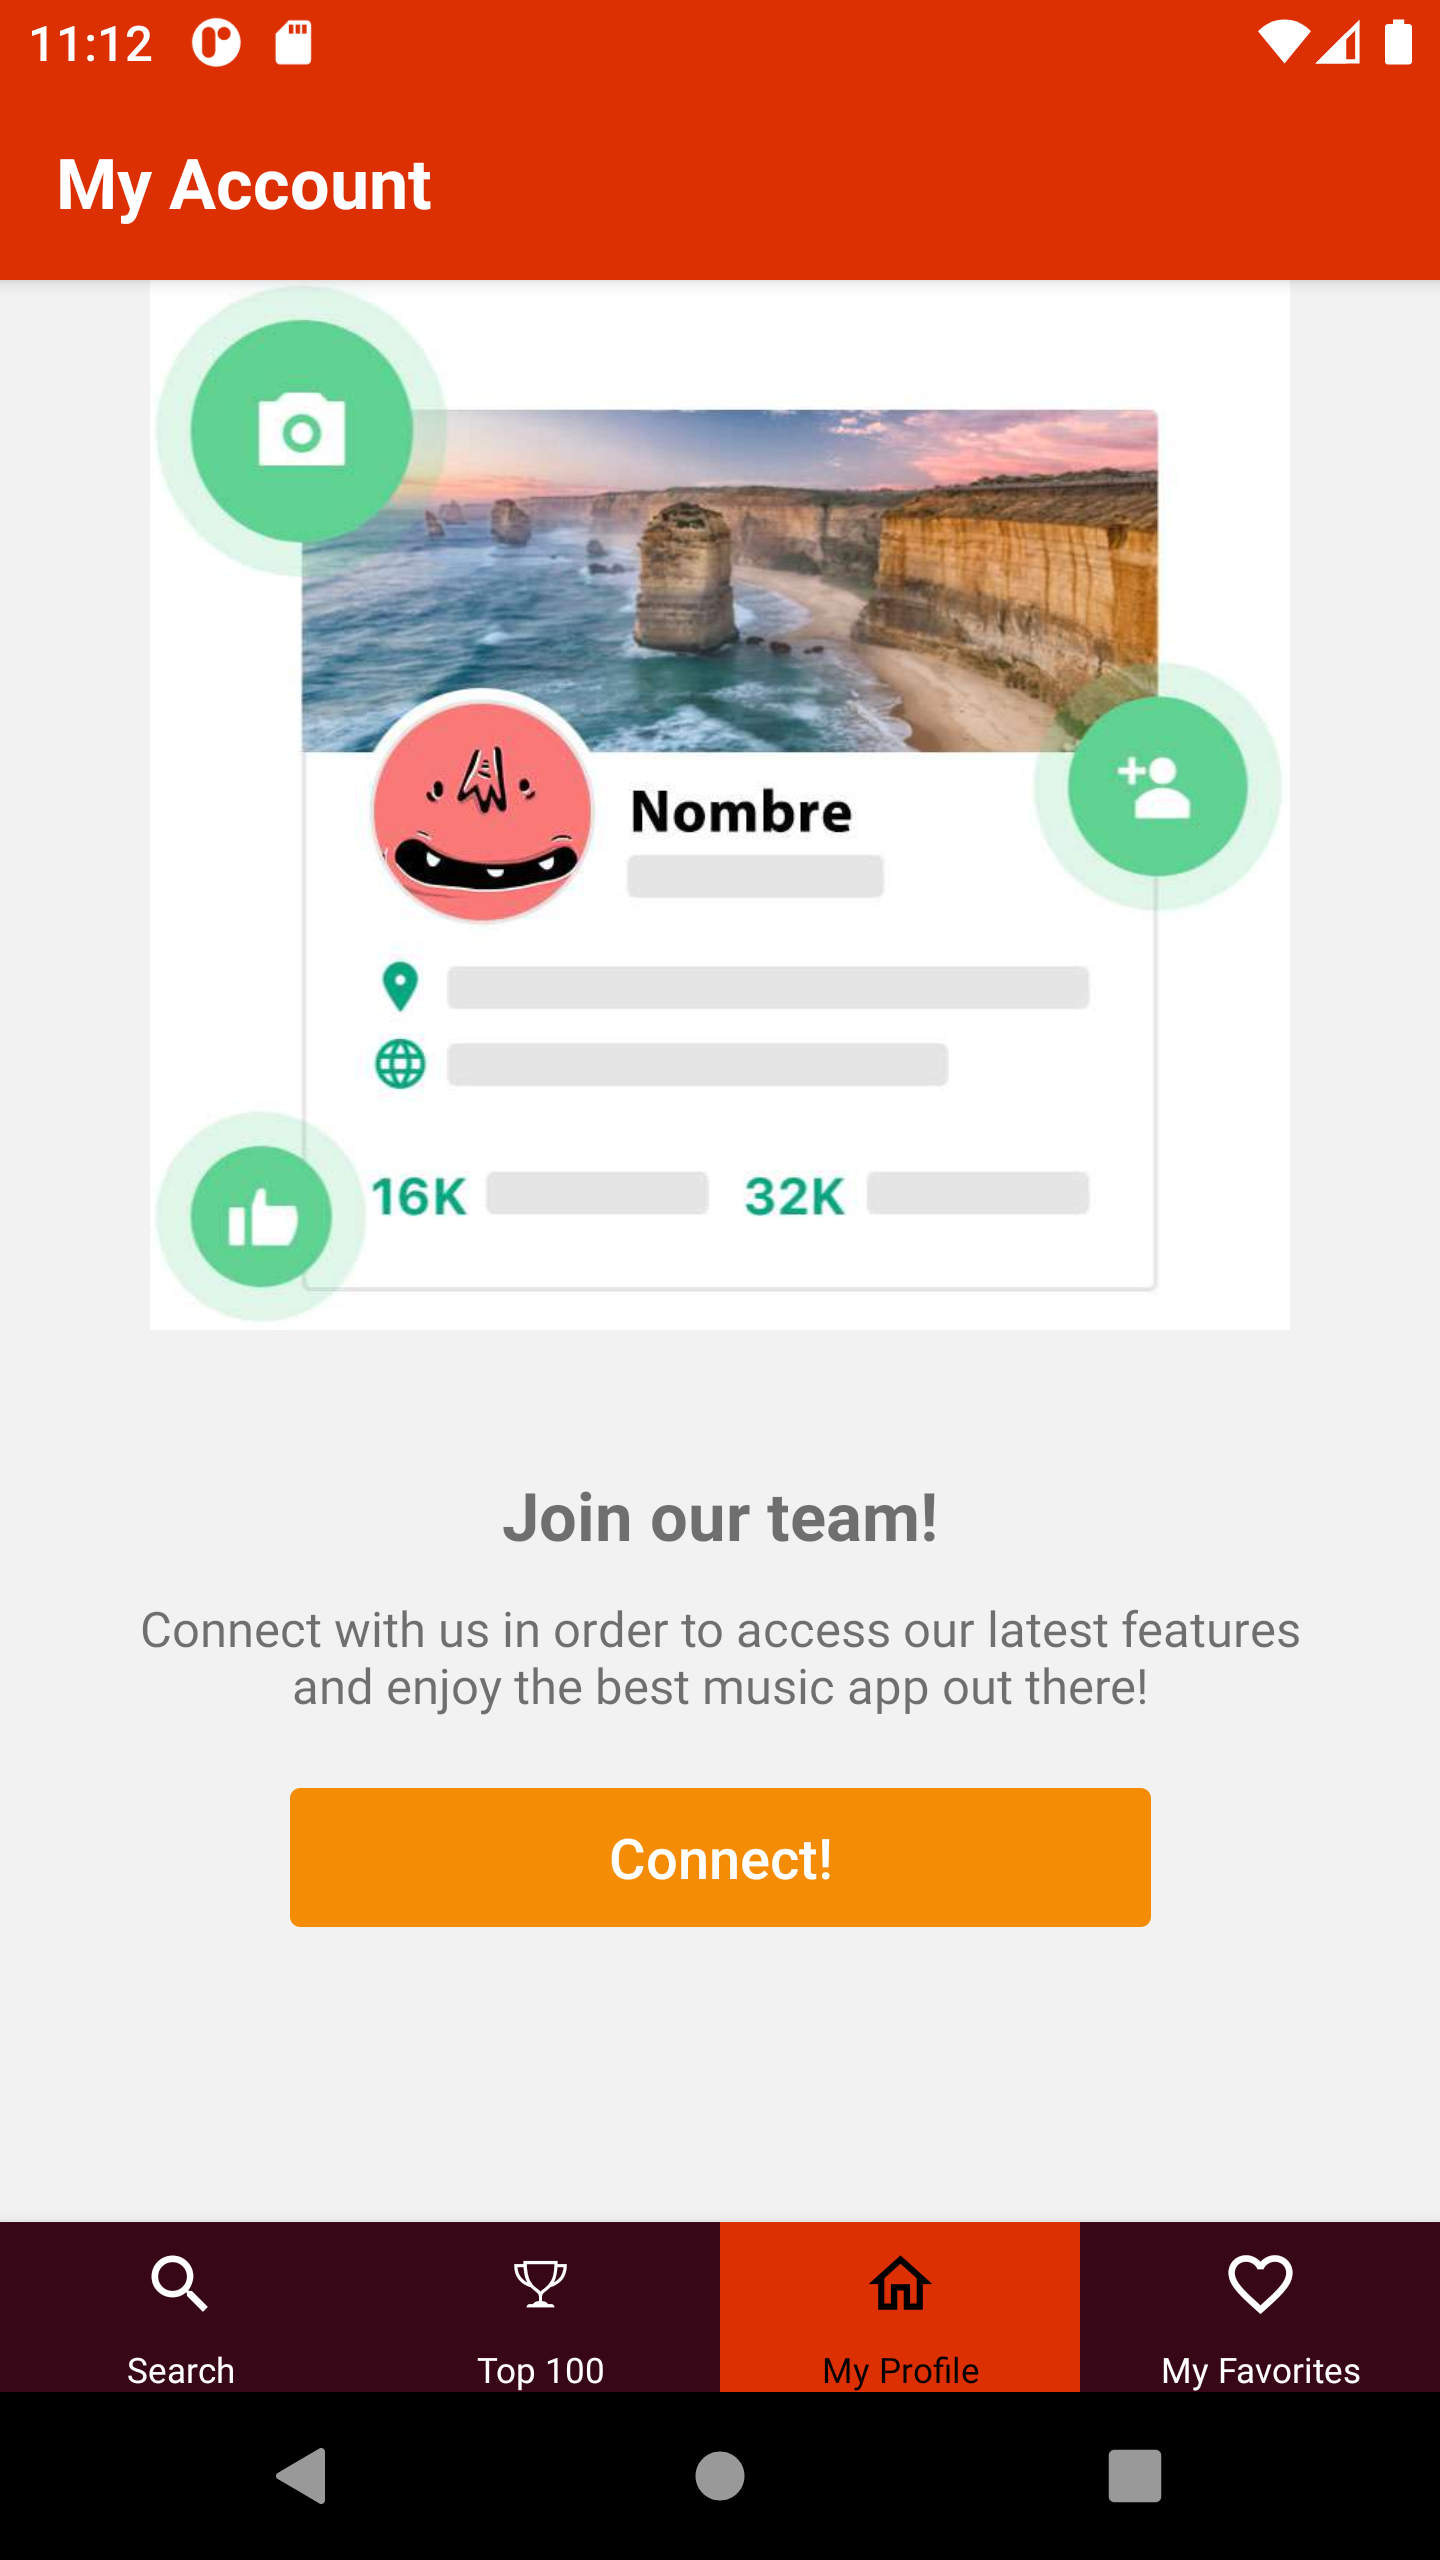 11:12
My Account
Nombre
16K
32K
Join our team!
Connect with us in order to access our latest features
and enjoy the best music app out there!
Connect!
Search
Top 100
My Profile
My Favorites